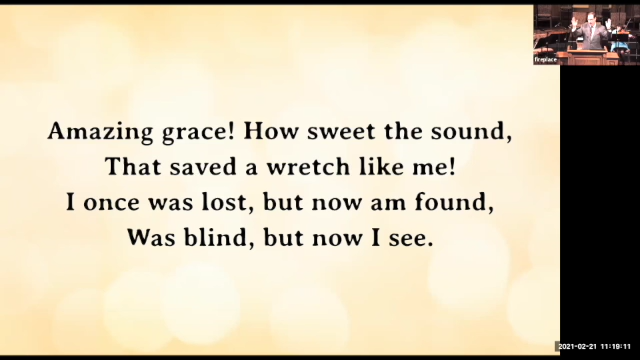 Amazing grace! How sweet the sound,
That saved a wretch like me!
I once was lost, but now am found,
Was blind, but now I see.
fireplace
2021-02-21 11:19:11